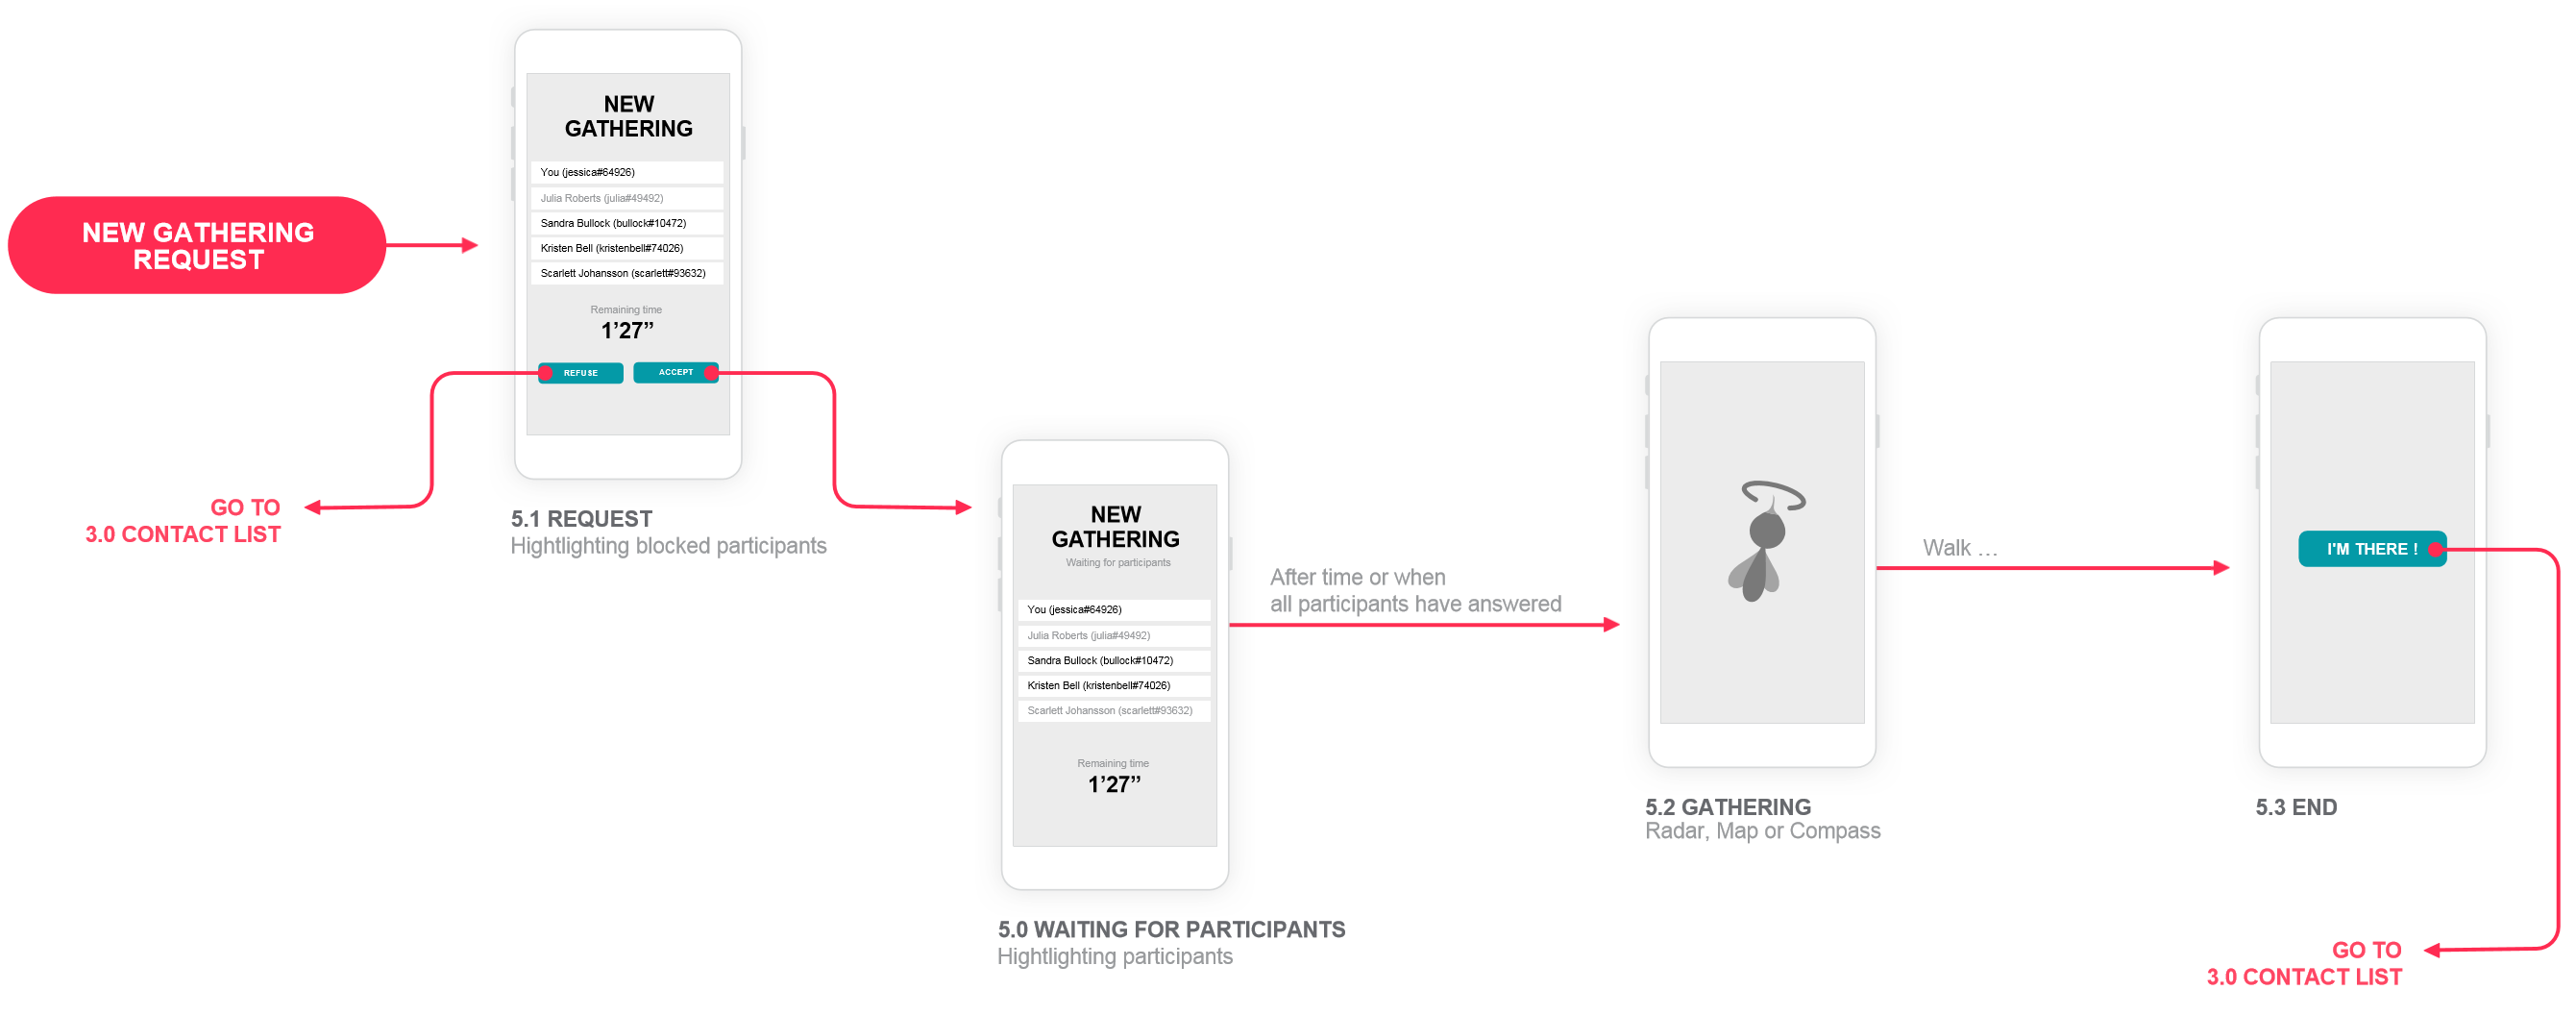 NEW GATHERING
REQUEST
NEW
GATHERING
You (jessica#64926)
Julia Roberts (julia#49492)
Sandra Bullock (bullock#10472)
Kristen Bell (kristenbell#74026)
Scarlett Johansson (scarlett#93632)
Remaining time
1’27”
REFUSE
ACCEPT
GO TO
3.0 CONTACT LIST
5.1 REQUEST
Hightlighting blocked participants
NEW
GATHERING
Waiting for participants
You (jessica#64926)
Julia Roberts (julia#49492)
Sandra Bullock (bullock#10472)
Kristen Bell (kristenbell#74026)
Scarlett Johansson (scarlett#93632)
Remaining time
1’27”
5.0 WAITING FOR PARTICIPANTS
Hightlighting participants
After time or when
all participants have answered
5.2 GATHERING
Radar, Map or Compass
Walk ...
I'M THERE !
5.3 END
GO TO
3.0 CONTACT LIST